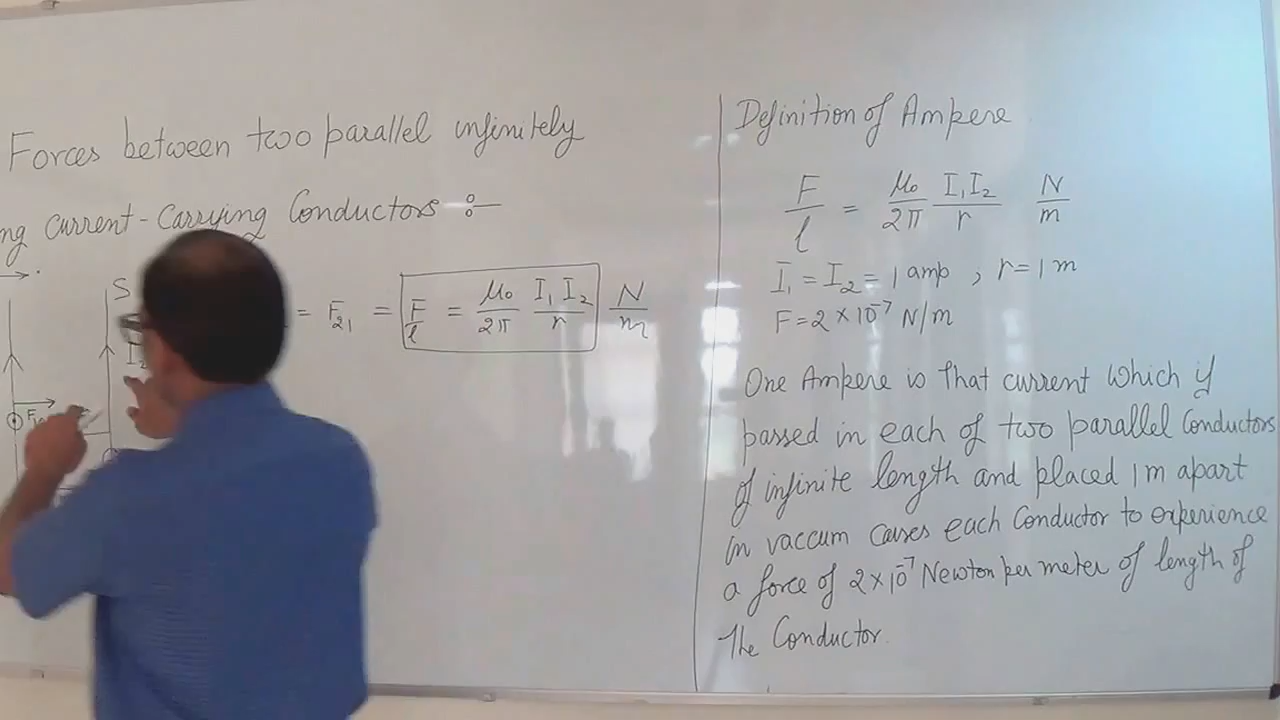 Forces between two parallel infinitely
ng current-Carrying Conductors :-
S
I₂
= F₂₁ = F/l = μ₀/2π I₁ I₂/r N/m
Definition of Ampere
F/l = μ₀/2π I₁I₂/r N/m
I₁ = I₂ = 1 amp , r = 1 m
F = 2 × 10⁻⁷ N/m
One Ampere is that current which if
passed in each of two parallel Conductors
of infinite length and placed 1 m apart
in vaccum causes each Conductor to experience
a force of 2 × 10⁻⁷ Newton per meter of length of
the Conductor.